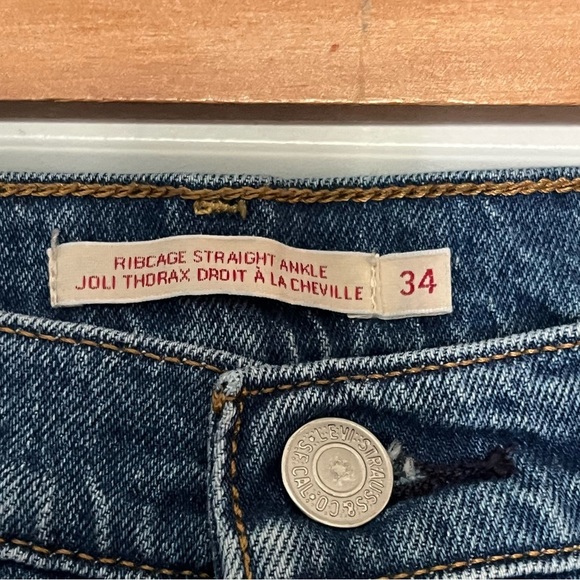 RIBCAGE STRAIGHT ANKLE
JOLI THORAX DROIT À LA CHEVILLE
34
LEVI STRAUSS & CO. S.F. CAL.